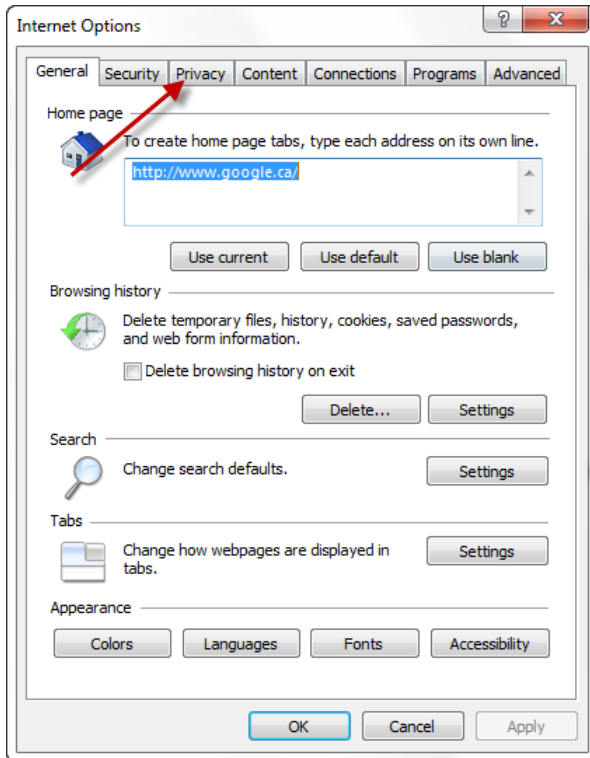 Internet Options
General Security Privacy Content Connections Programs Advanced
Home page
To create home page tabs, type each address on its own line.
http://www.google.ca/
Use current Use default Use blank
Browsing history
Delete temporary files, history, cookies, saved passwords,
and web form information.
Delete browsing history on exit
Delete... Settings
Search
Change search defaults. Settings
Tabs
Change how webpages are displayed in Settings
tabs.
Appearance
Colors Languages Fonts Accessibility
OK Cancel Apply